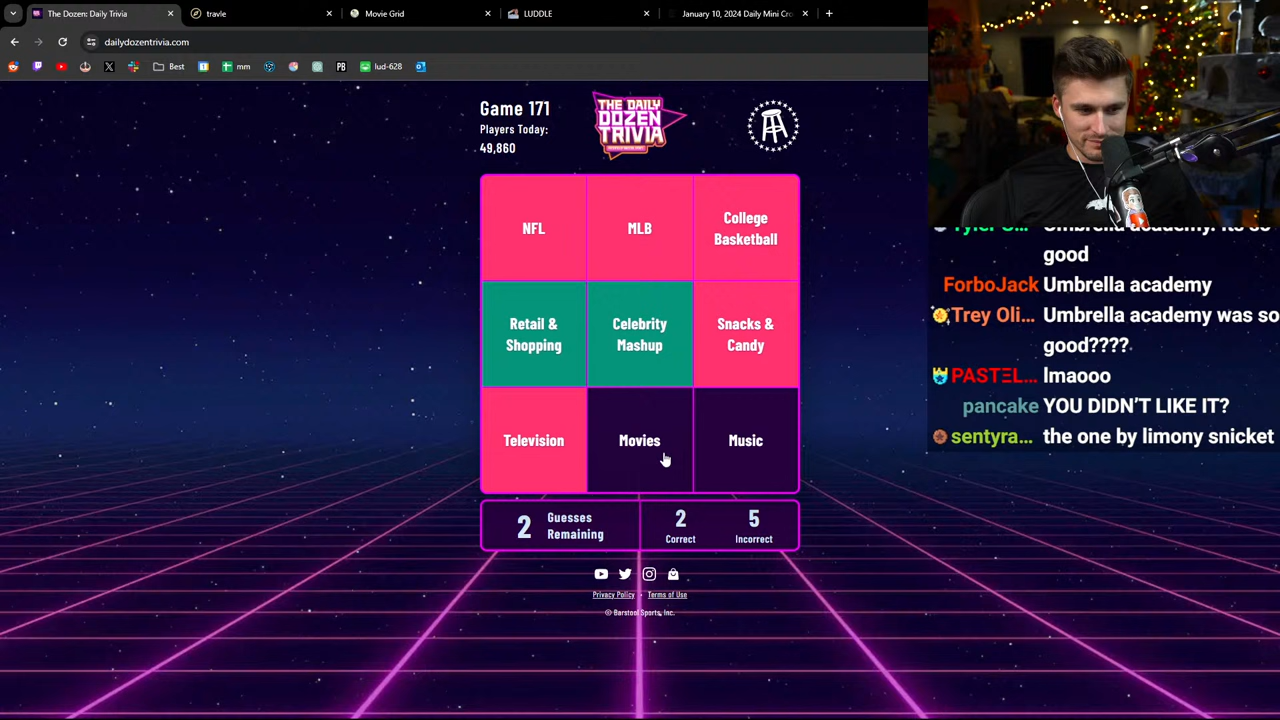 The Dozen: Daily Trivia
travle
Movie Grid
LUDDLE
January 10, 2024 Daily Mini Cro
dailydozentrivia.com
Best
mm
PB
lud-628
Game 171
Players Today:
49,860
THE DAILY
DOZEN
TRIVIA
NFL
MLB
College
Basketball
Retail &
Shopping
Celebrity
Mashup
Snacks &
Candy
Television
Movies
Music
2
Guesses
Remaining
2
Correct
5
Incorrect
Privacy Policy
Terms of Use
© Barstool Sports, Inc.
good
ForboJack Umbrella academy
Trey Oli... Umbrella academy was so
good????
PASTΞL... lmaooo
pancake YOU DIDN'T LIKE IT?
sentyra... the one by limony snicket